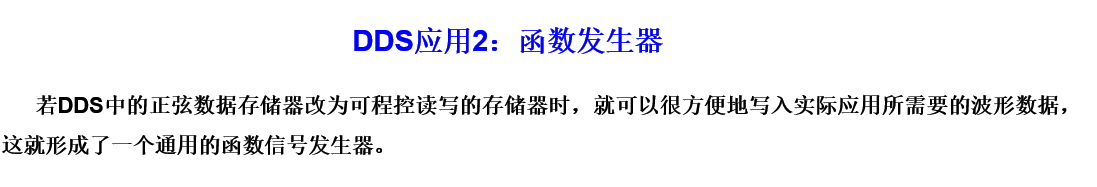 DDS应用2：函数发生器
若DDS中的正弦数据存储器改为可程控读写的存储器时，就可以很方便地写入实际应用所需要的波形数据，
这就形成了一个通用的函数信号发生器。